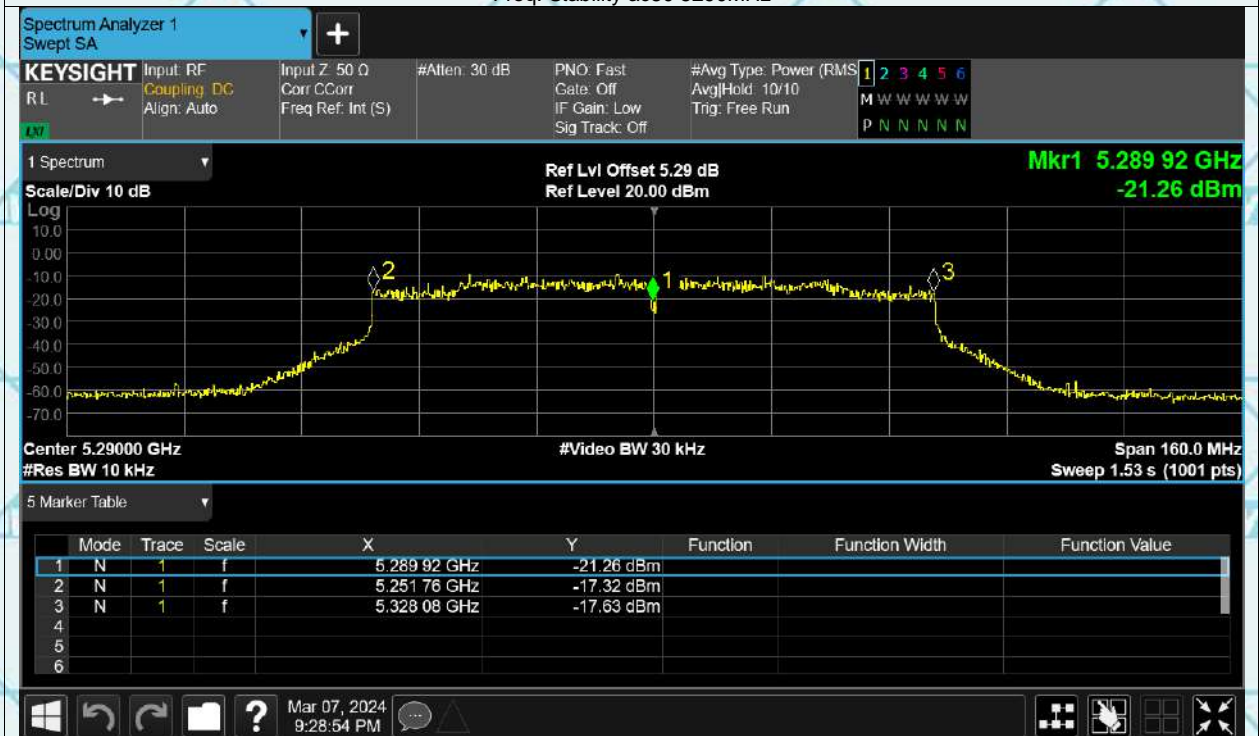 Spectrum Analyzer 1
Swept SA
+
KEYSIGHT
RL
LXI
Input: RF
Coupling: DC
Align: Auto
Input Z: 50 Ω
Corr CCorr
Freq Ref: Int (S)
#Atten: 30 dB
PNO: Fast
Gate: Off
IF Gain: Low
Sig Track: Off
#Avg Type: Power (RMS
Avg|Hold: 10/10
Trig: Free Run
1 2 3 4 5 6
M W W W W W
P N N N N N
1 Spectrum
Scale/Div 10 dB
Ref Lvl Offset 5.29 dB
Ref Level 20.00 dBm
Mkr1 5.289 92 GHz
-21.26 dBm
Log
10.0
0.00
-10.0
-20.0
-30.0
-40.0
-50.0
-60.0
-70.0
2
1
3
Center 5.29000 GHz
#Res BW 10 kHz
#Video BW 30 kHz
Span 160.0 MHz
Sweep 1.53 s (1001 pts)
5 Marker Table
Mode Trace Scale X Y Function Function Width Function Value
1 N 1 f 5.289 92 GHz -21.26 dBm
2 N 1 f 5.251 76 GHz -17.32 dBm
3 N 1 f 5.328 08 GHz -17.63 dBm
4
5
6
?
Mar 07, 2024
9:28:54 PM